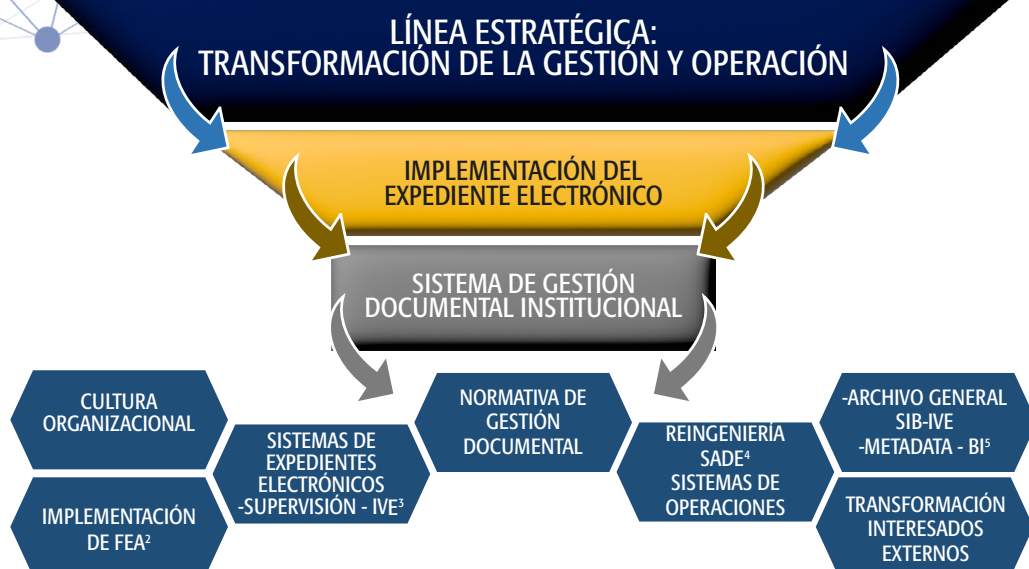 LÍNEA ESTRATÉGICA:
TRANSFORMACIÓN DE LA GESTIÓN Y OPERACIÓN
IMPLEMENTACIÓN DEL
EXPEDIENTE ELECTRÓNICO
SISTEMA DE GESTIÓN
DOCUMENTAL INSTITUCIONAL
CULTURA
ORGANIZACIONAL
IMPLEMENTACIÓN
DE FEA²
SISTEMAS DE
EXPEDIENTES
ELECTRÓNICOS
-SUPERVISIÓN - IVE³
NORMATIVA DE
GESTIÓN
DOCUMENTAL
REINGENIERÍA
SADE⁴
SISTEMAS DE
OPERACIONES
-ARCHIVO GENERAL
SIB-IVE
-METADATA - BI⁵
TRANSFORMACIÓN
INTERESADOS
EXTERNOS